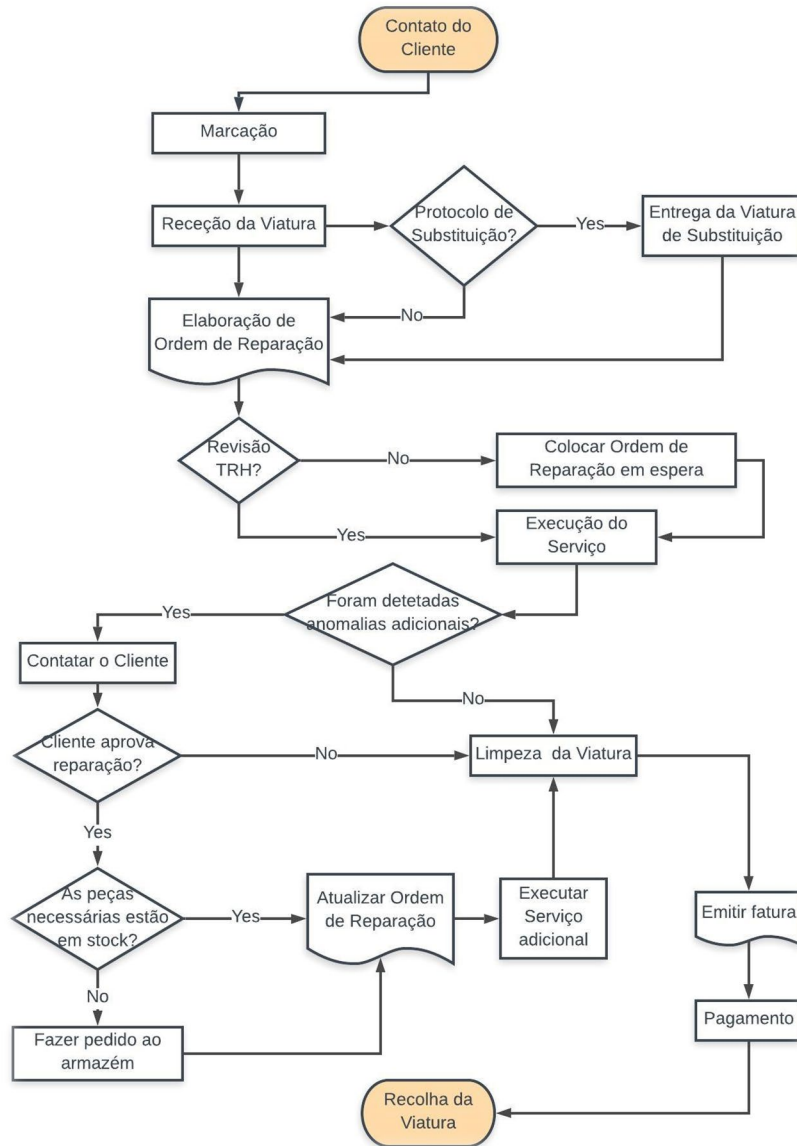 Contato do
Cliente
Marcação
Receção da Viatura
Protocolo de
Substituição?
Yes
Entrega da Viatura
de Substituição
No
Elaboração de
Ordem de Reparação
Revisão
TRH?
No
Colocar Ordem de
Reparação em espera
Yes
Execução do
Serviço
Foram detetadas
anomalias adicionais?
Yes
Contatar o Cliente
No
Cliente aprova
reparação?
No
Limpeza da Viatura
Yes
As peças
necessárias estão
em stock?
Yes
Atualizar Ordem
de Reparação
Executar
Serviço
adicional
Emitir fatura
No
Fazer pedido ao
armazém
Pagamento
Recolha da
Viatura